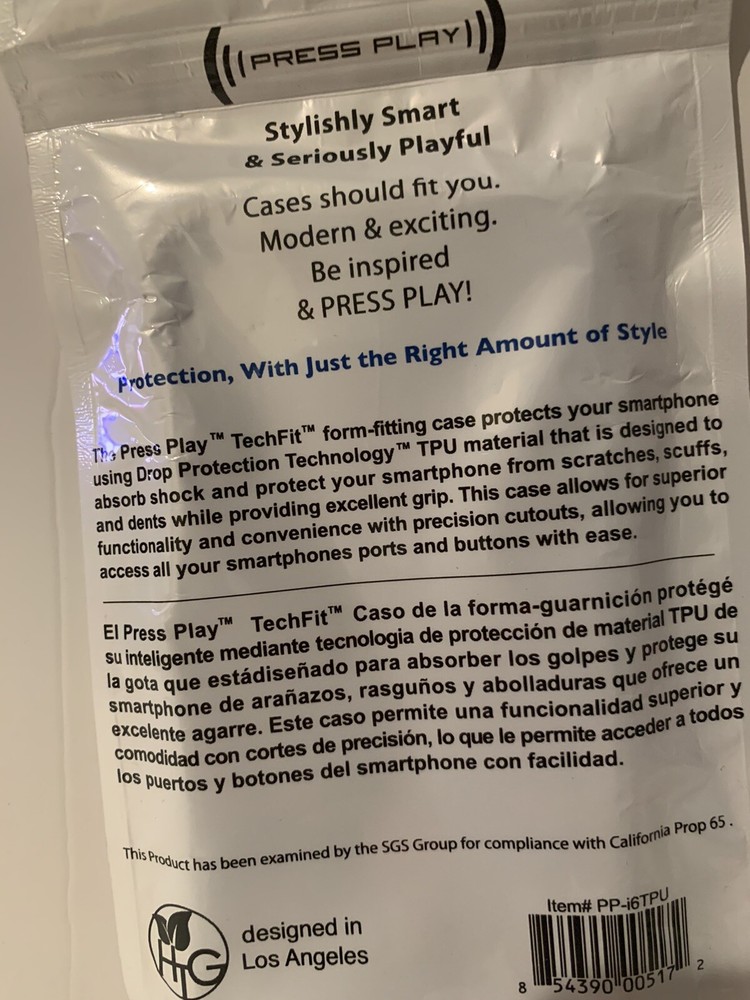 PRESS PLAY
Stylishly Smart
& Seriously Playful
Cases should fit you.
Modern & exciting.
Be inspired
& PRESS PLAY!
Protection, With Just the Right Amount of Style
The Press Play™ TechFit™ form-fitting case protects your smartphone
using Drop Protection Technology™ TPU material that is designed to
absorb shock and protect your smartphone from scratches, scuffs,
and dents while providing excellent grip. This case allows for superior
functionality and convenience with precision cutouts, allowing you to
access all your smartphones ports and buttons with ease.
El Press Play™ TechFit™ Caso de la forma-guarnición protégé
su inteligente mediante tecnologia de protección de material TPU de
la gota que estádiseñado para absorber los golpes y protege su
smartphone de arañazos, rasguños y abolladuras que ofrece un
excelente agarre. Este caso permite una funcionalidad superior y
comodidad con cortes de precisión, lo que le permite acceder a todos
los puertos y botones del smartphone con facilidad.
This Product has been examined by the SGS Group for compliance with California Prop 65 .
HTG
designed in
Los Angeles
Item# PP-i6TPU
8 54390 00517 2